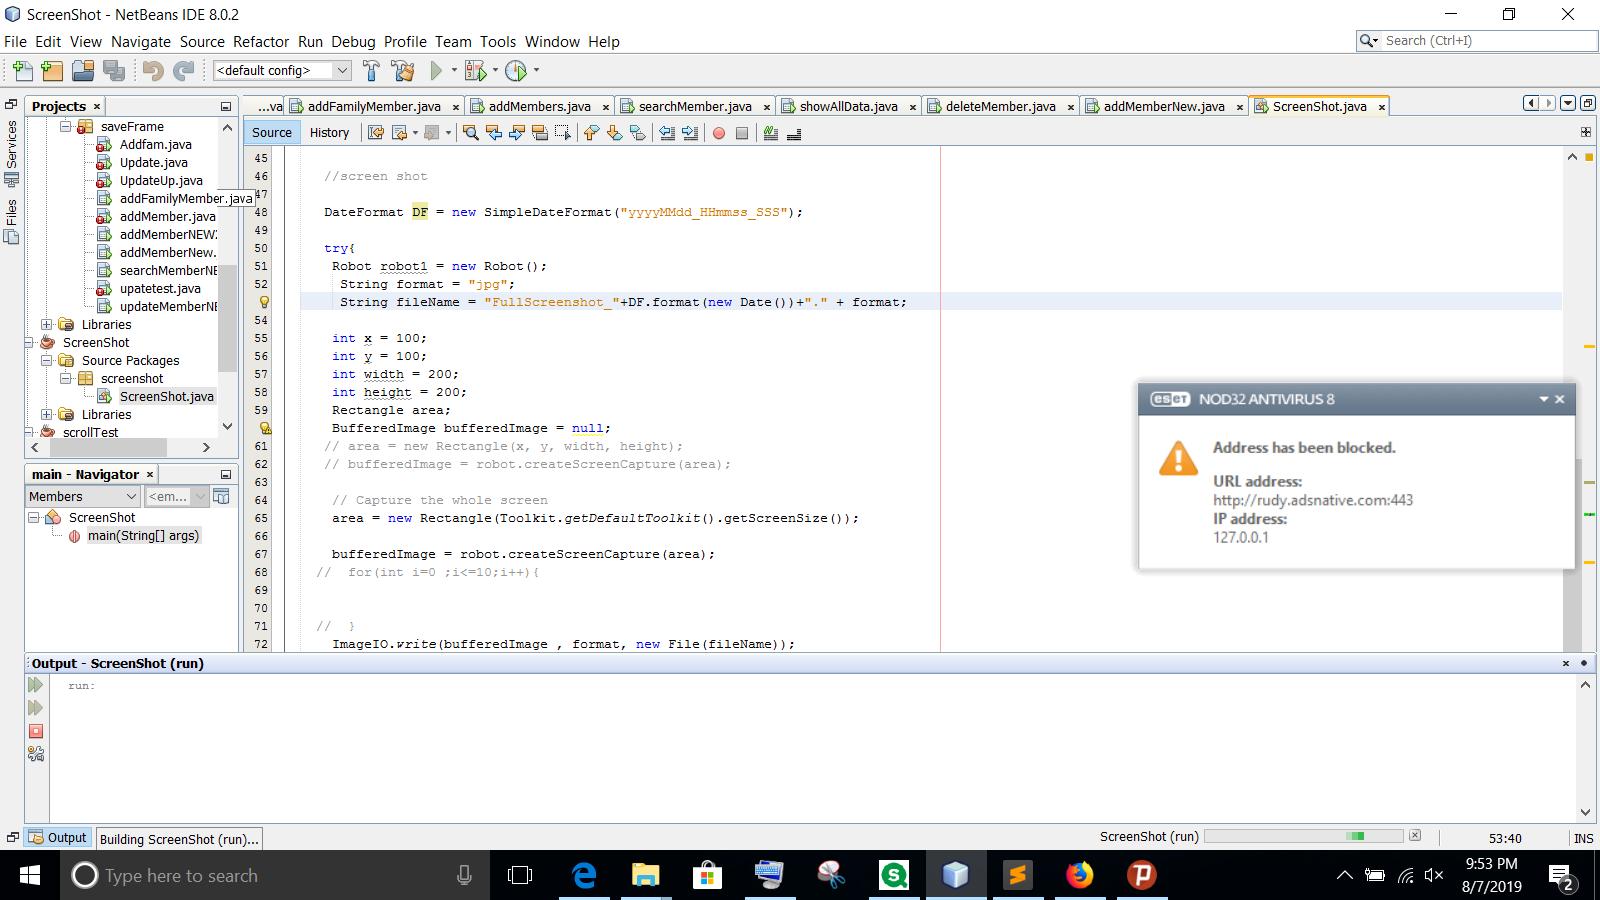 ScreenShot - NetBeans IDE 8.0.2
File Edit View Navigate Source Refactor Run Debug Profile Team Tools Window Help
Search (Ctrl+I)
<default config>
Projects
...va
addFamilyMember.java
addMembers.java
searchMember.java
showAllData.java
deleteMember.java
addMemberNew.java
ScreenShot.java
Services
Files
saveFrame
Addfam.java
Update.java
UpdateUp.java
addFamilyMember.java
addMember.java
addMemberNEW2
addMemberNew.
searchMemberNE
upatetest.java
updateMemberNE
Libraries
ScreenShot
Source Packages
screenshot
ScreenShot.java
Libraries
scrollTest
main - Navigator
Members
<em...
ScreenShot
main(String[] args)
Source History
45
46 //screen shot
47
48 DateFormat DF = new SimpleDateFormat("yyyyMMdd_HHmmss_SSS");
49
50 try{
51 Robot robot1 = new Robot();
52 String format = "jpg";
String fileName = "FullScreenshot_"+DF.format(new Date())+"." + format;
54
55 int x = 100;
56 int y = 100;
57 int width = 200;
58 int height = 200;
59 Rectangle area;
BufferedImage bufferedImage = null;
61 // area = new Rectangle(x, y, width, height);
62 // bufferedImage = robot.createScreenCapture(area);
63
64 // Capture the whole screen
65 area = new Rectangle(Toolkit.getDefaultToolkit().getScreenSize());
66
67 bufferedImage = robot.createScreenCapture(area);
68 // for(int i=0 ;i<=10;i++){
69
70
71 // }
72 ImageIO.write(bufferedImage , format, new File(fileName));
eset NOD32 ANTIVIRUS 8
Address has been blocked.
URL address:
http://rudy.adsnative.com:443
IP address:
127.0.0.1
Output - ScreenShot (run)
run:
Output
Building ScreenShot (run)...
ScreenShot (run)
53:40
INS
Type here to search
9:53 PM
8/7/2019
2